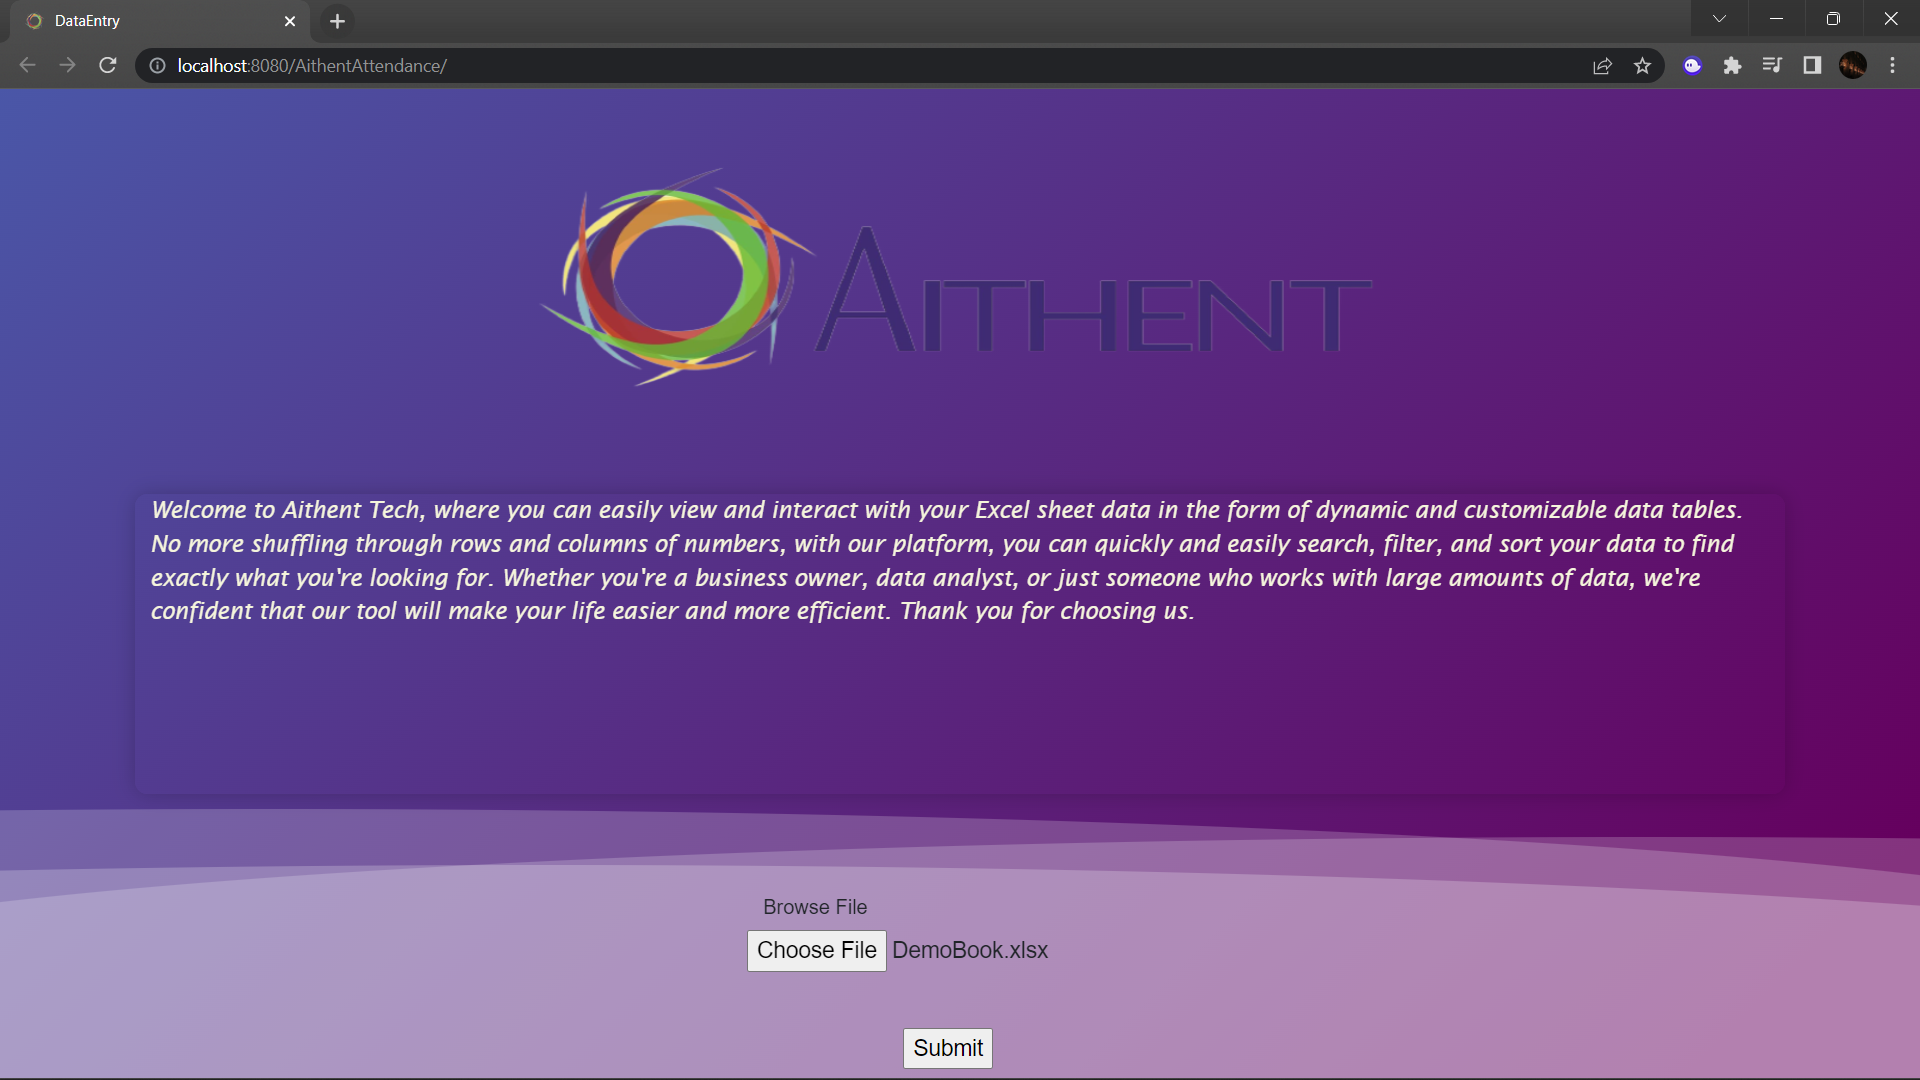 DataEntry
localhost:8080/AithentAttendance/
AITHENT
Welcome to Aithent Tech, where you can easily view and interact with your Excel sheet data in the form of dynamic and customizable data tables.
No more shuffling through rows and columns of numbers, with our platform, you can quickly and easily search, filter, and sort your data to find
exactly what you're looking for. Whether you're a business owner, data analyst, or just someone who works with large amounts of data, we're
confident that our tool will make your life easier and more efficient. Thank you for choosing us.
Browse File
Choose File DemoBook.xlsx
Submit